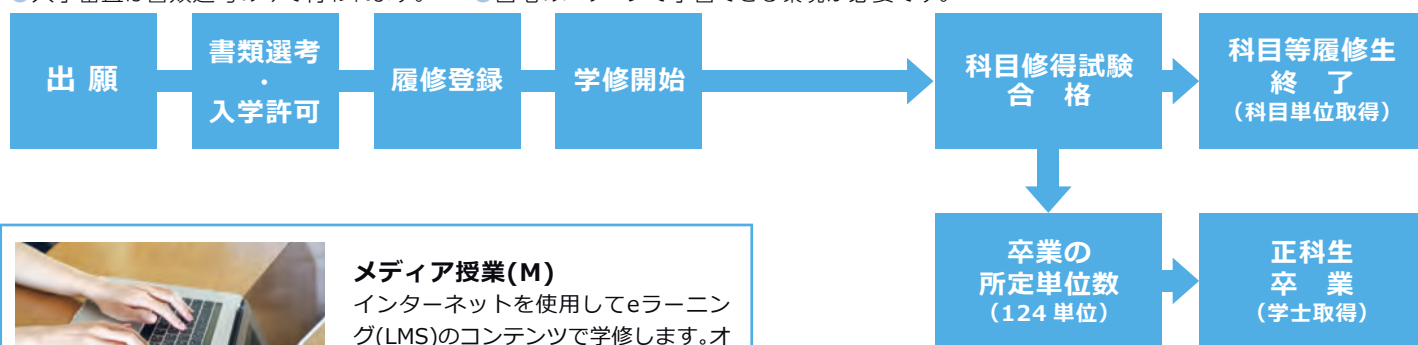 出 願
書類選考
・
入学許可
履修登録
学修開始
科目修得試験
合 格
科目等履修生
終 了
（科目単位取得）
卒業の
所定単位数
（124 単位）
正科生
卒 業
（学士取得）
メディア授業(M)
インターネットを使用してeラーニン
グ(LMS)のコンテンツで学修します。オ